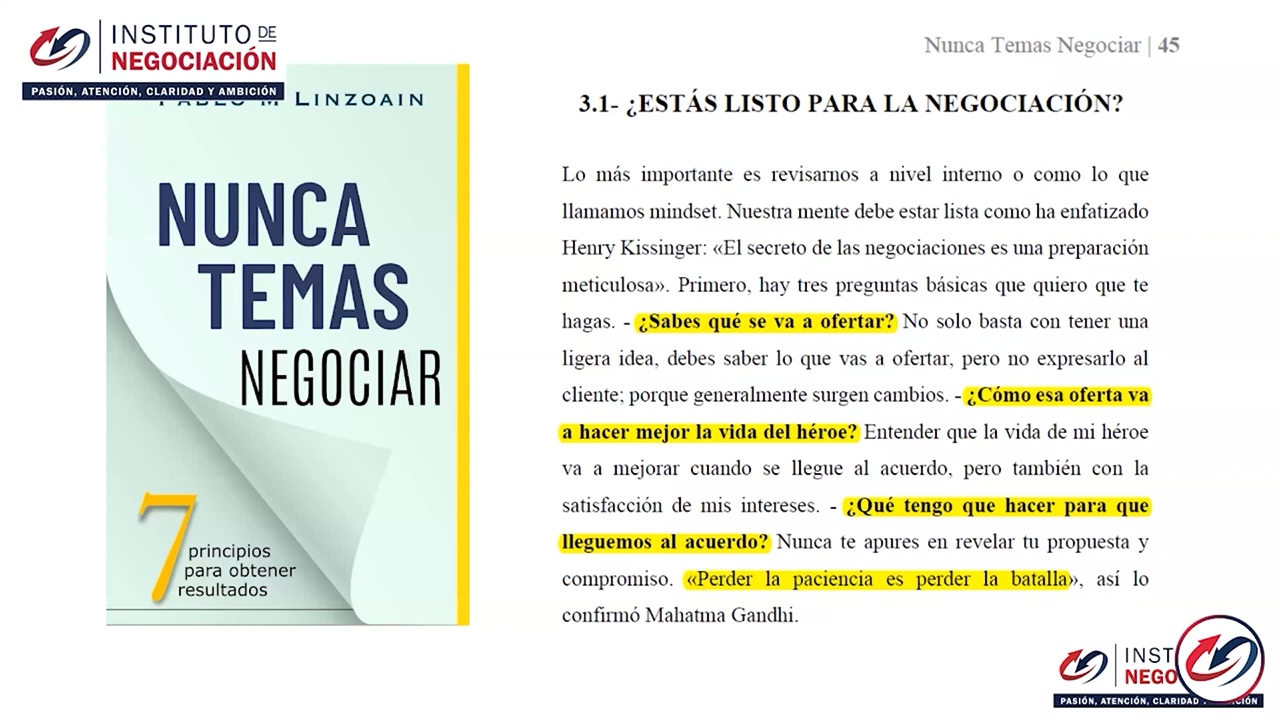 INSTITUTO DE
NEGOCIACIÓN
PASIÓN, ATENCIÓN, CLARIDAD Y AMBICIÓN
LINZOAIN
NUNCA
TEMAS
NEGOCIAR
7
principios
para obtener
resultados
Nunca Temas Negociar | 45
3.1- ¿ESTÁS LISTO PARA LA NEGOCIACIÓN?
Lo más importante es revisarnos a nivel interno o como lo que
llamamos mindset. Nuestra mente debe estar lista como ha enfatizado
Henry Kissinger: «El secreto de las negociaciones es una preparación
meticulosa». Primero, hay tres preguntas básicas que quiero que te
hagas. - ¿Sabes qué se va a ofertar? No solo basta con tener una
ligera idea, debes saber lo que vas a ofertar, pero no expresarlo al
cliente; porque generalmente surgen cambios. - ¿Cómo esa oferta va
a hacer mejor la vida del héroe? Entender que la vida de mi héroe
va a mejorar cuando se llegue al acuerdo, pero también con la
satisfacción de mis intereses. - ¿Qué tengo que hacer para que
lleguemos al acuerdo? Nunca te apures en revelar tu propuesta y
compromiso. «Perder la paciencia es perder la batalla», así lo
confirmó Mahatma Gandhi.
INST
NEGO
PASIÓN, ATENCIÓN, CLARIDAD